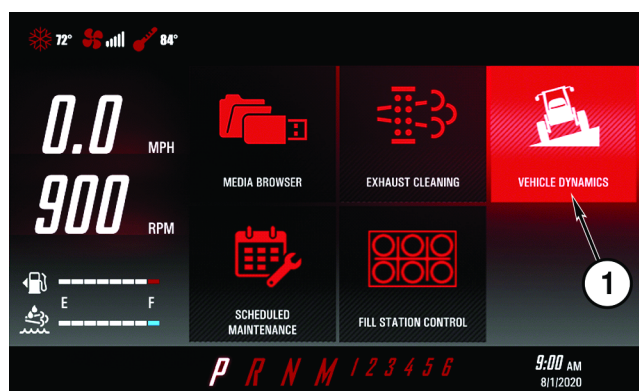 72° 84°
0.0 MPH
900 RPM
E F
MEDIA BROWSER
EXHAUST CLEANING
VEHICLE DYNAMICS
1
SCHEDULED
MAINTENANCE
FILL STATION CONTROL
P R N M 1 2 3 4 5 6
9:00 AM
8/1/2020